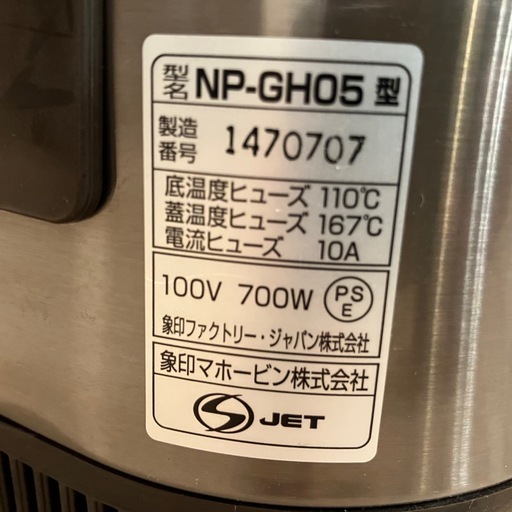 型名 NP-GH05 型
製造番号 1470707
底温度ヒューズ 110℃
蓋温度ヒューズ 167℃
電流ヒューズ 10A
100V 700W PSE
象印ファクトリー・ジャパン株式会社
象印マホービン株式会社
S JET